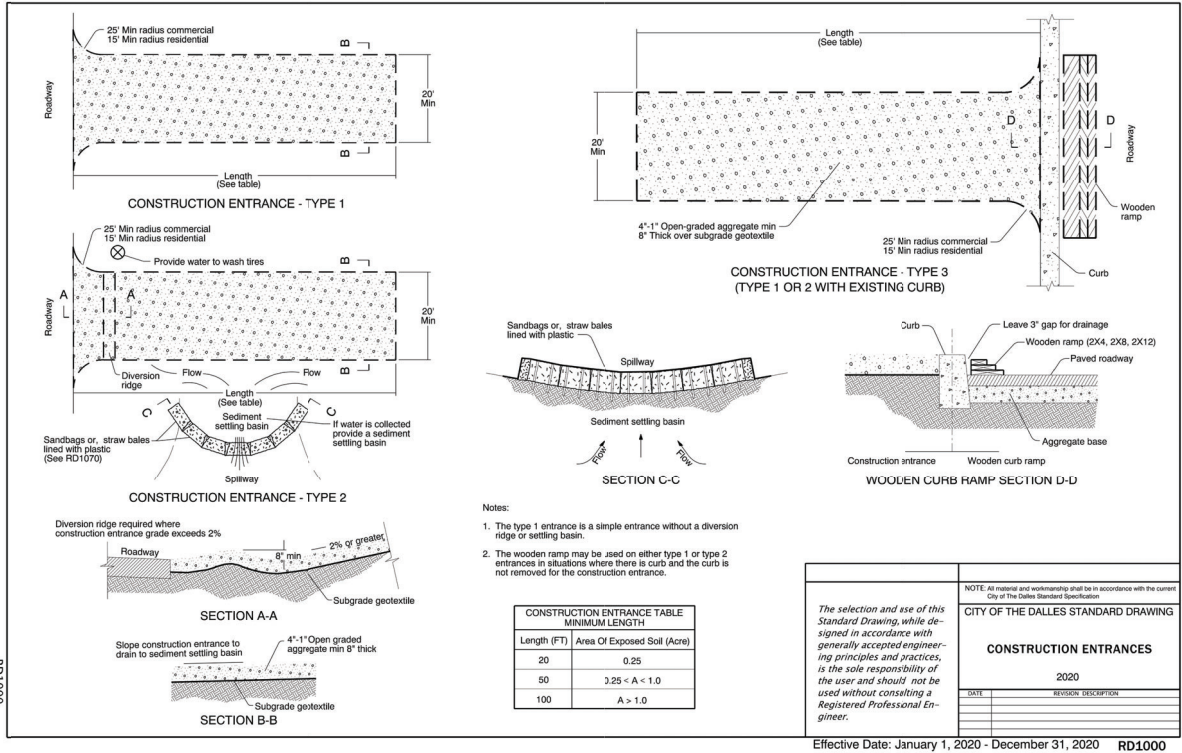 25' Min radius commercial
15' Min radius residential
B
Roadway
20'
Min
B
Length
(See table)
CONSTRUCTION ENTRANCE - TYPE 1
25' Min radius commercial
15' Min radius residential
Provide water to wash tires
B
A
A
Roadway
20'
Min
Diversion
ridge
Flow
Flow
B
Length
(See table)
C
C
Sediment
settling basin
If water is collected
provide a sediment
settling basin
Sandbags or, straw bales
lined with plastic
(See RD1070)
Spillway
CONSTRUCTION ENTRANCE - TYPE 2
Diversion ridge required where
construction entrance grade exceeds 2%
Roadway
8" min
2% or greater
Subgrade geotextile
SECTION A-A
Slope construction entrance to
drain to sediment settling basin
4"-1"Open graded
aggregate min 8" thick
Subgrade geotextile
SECTION B-B
Length
(See table)
20'
Min
D
D
Roadway
4"-1" Open-graded aggregate min
8" Thick over subgrade geotextile
25' Min radius commercial
15' Min radius residential
Wooden
ramp
Curb
CONSTRUCTION ENTRANCE - TYPE 3
(TYPE 1 OR 2 WITH EXISTING CURB)
Sandbags or, straw bales
lined with plastic
Spillway
Sediment settling basin
Flow
Flow
SECTION C-C
Curb
Leave 3" gap for drainage
Wooden ramp (2X4, 2X8, 2X12)
Paved roadway
Aggregate base
Construction entrance
Wooden curb ramp
WOODEN CURB RAMP SECTION D-D
Notes:
1. The type 1 entrance is a simple entrance without a diversion
ridge or settling basin.
2. The wooden ramp may be used on either type 1 or type 2
entrances in situations where there is curb and the curb is
not removed for the construction entrance.
CONSTRUCTION ENTRANCE TABLE
MINIMUM LENGTH
Length (FT) Area Of Exposed Soil (Acre)
20 0.25
50 0.25 < A < 1.0
100 A > 1.0
The selection and use of this
Standard Drawing, while de-
signed in accordance with
generally accepted engineer-
ing principles and practices,
is the sole responsibility of
the user and should not be
used without consulting a
Registered Professional En-
gineer.
NOTE: All material and workmanship shall be in accordance with the current
City of The Dalles Standard Specification
CITY OF THE DALLES STANDARD DRAWING
CONSTRUCTION ENTRANCES
2020
DATE REVISION DESCRIPTION
Effective Date: January 1, 2020 - December 31, 2020 RD1000